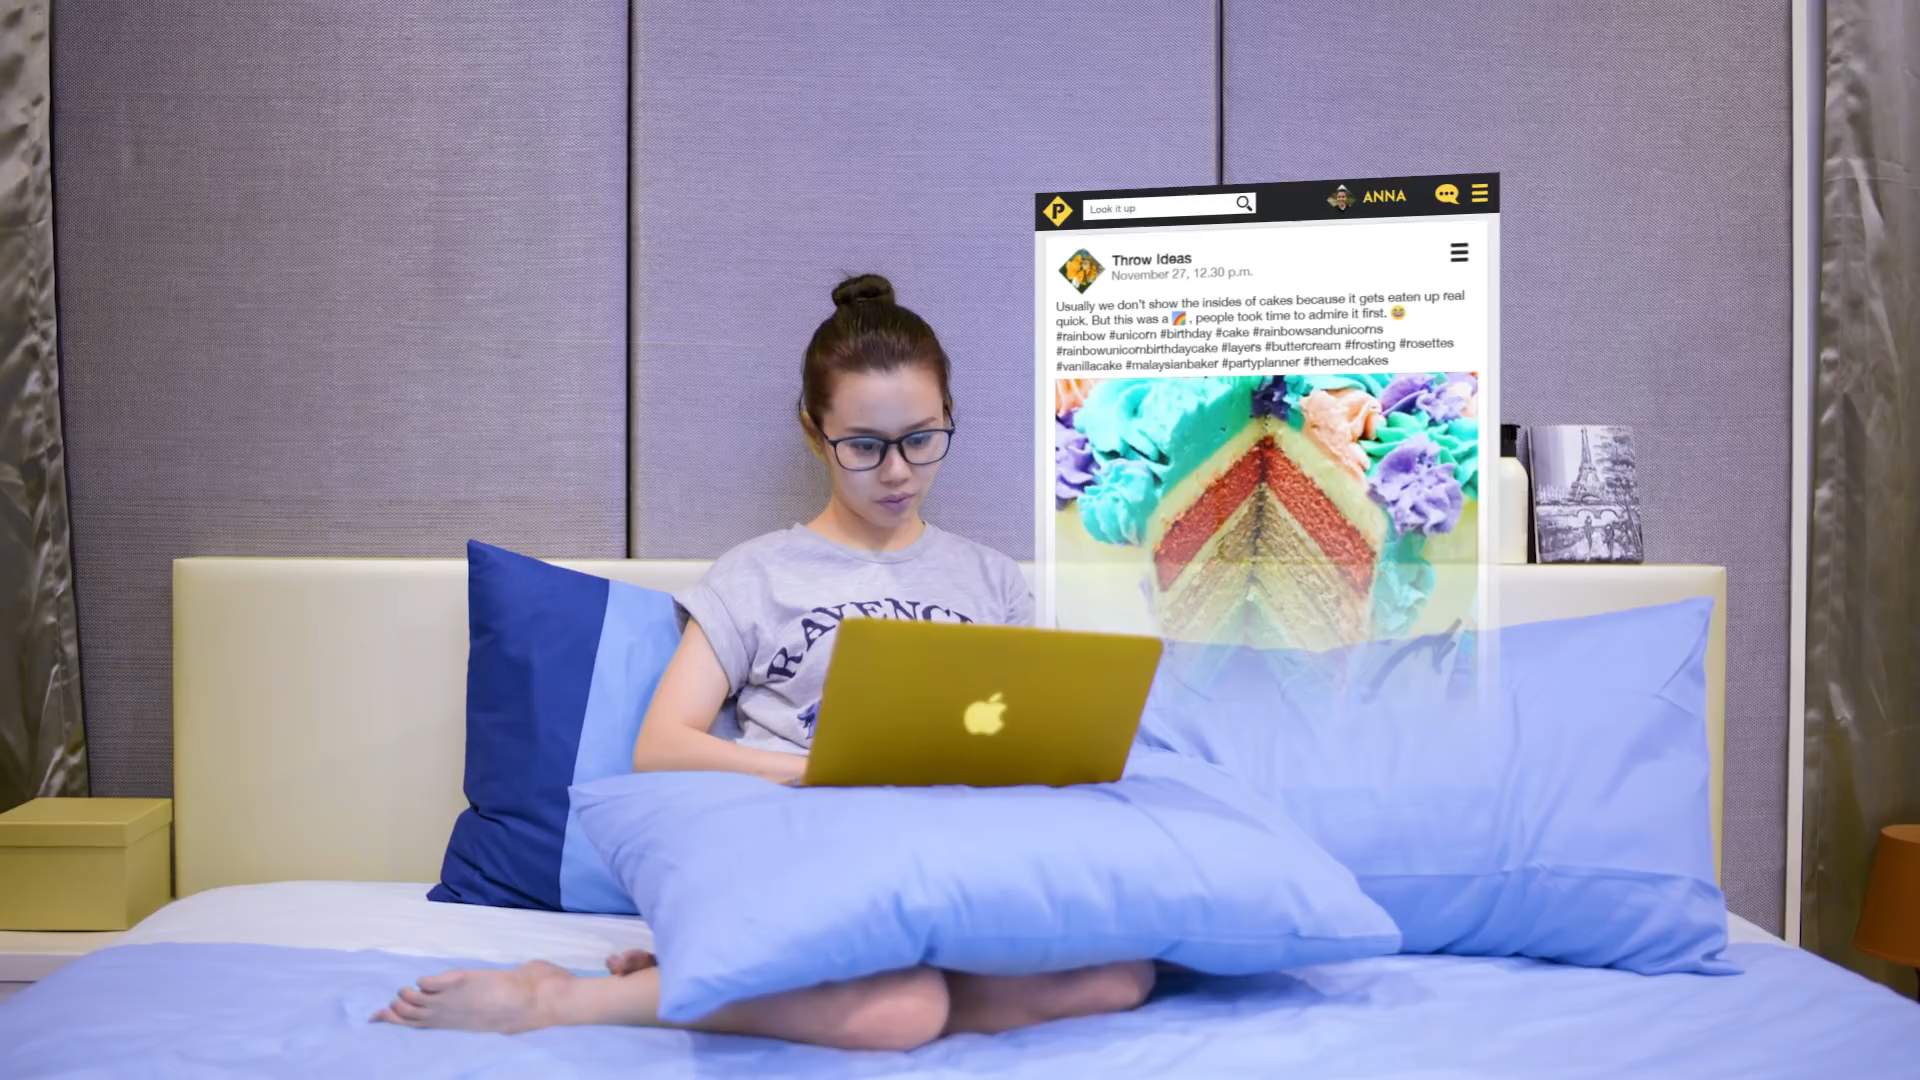 P
Look it up
ANNA
Throw Ideas
November 27, 12.30 p.m.
Usually we don't show the insides of cakes because it gets eaten up real
quick. But this was a 🌈 , people took time to admire it first. 😂
#rainbow #unicorn #birthday #cake #rainbowsandunicorns
#rainbowunicornbirthdaycake #layers #buttercream #frosting #rosettes
#vanillacake #malaysianbaker #partyplanner #themedcakes